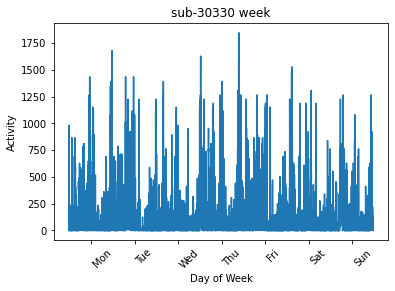 sub-30330 week
1750
1500
1250
1000
750
500
250
0
Activity
Mon
Tue
Wed
Thu
Fri
Sat
Sun
Day of Week